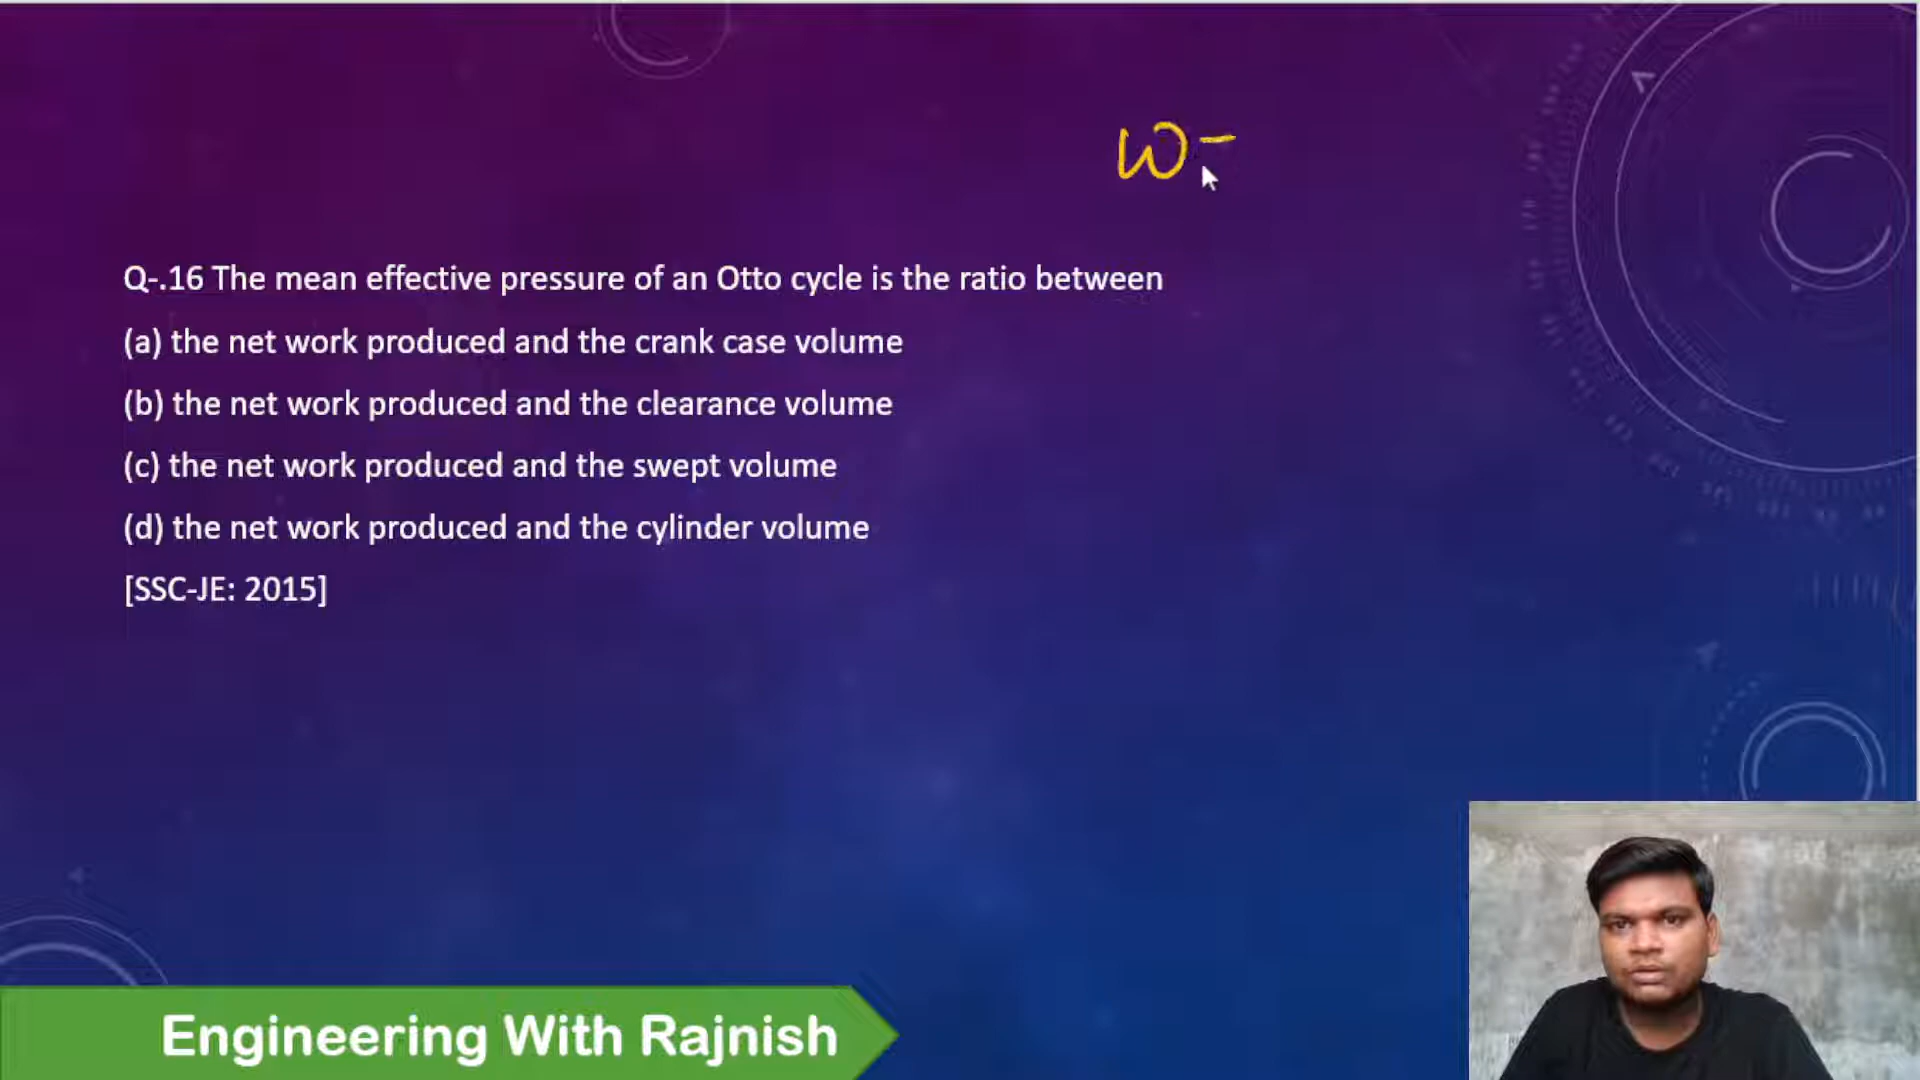 W =
Q-.16 The mean effective pressure of an Otto cycle is the ratio between
(a) the net work produced and the crank case volume
(b) the net work produced and the clearance volume
(c) the net work produced and the swept volume
(d) the net work produced and the cylinder volume
[SSC-JE: 2015]
Engineering With Rajnish